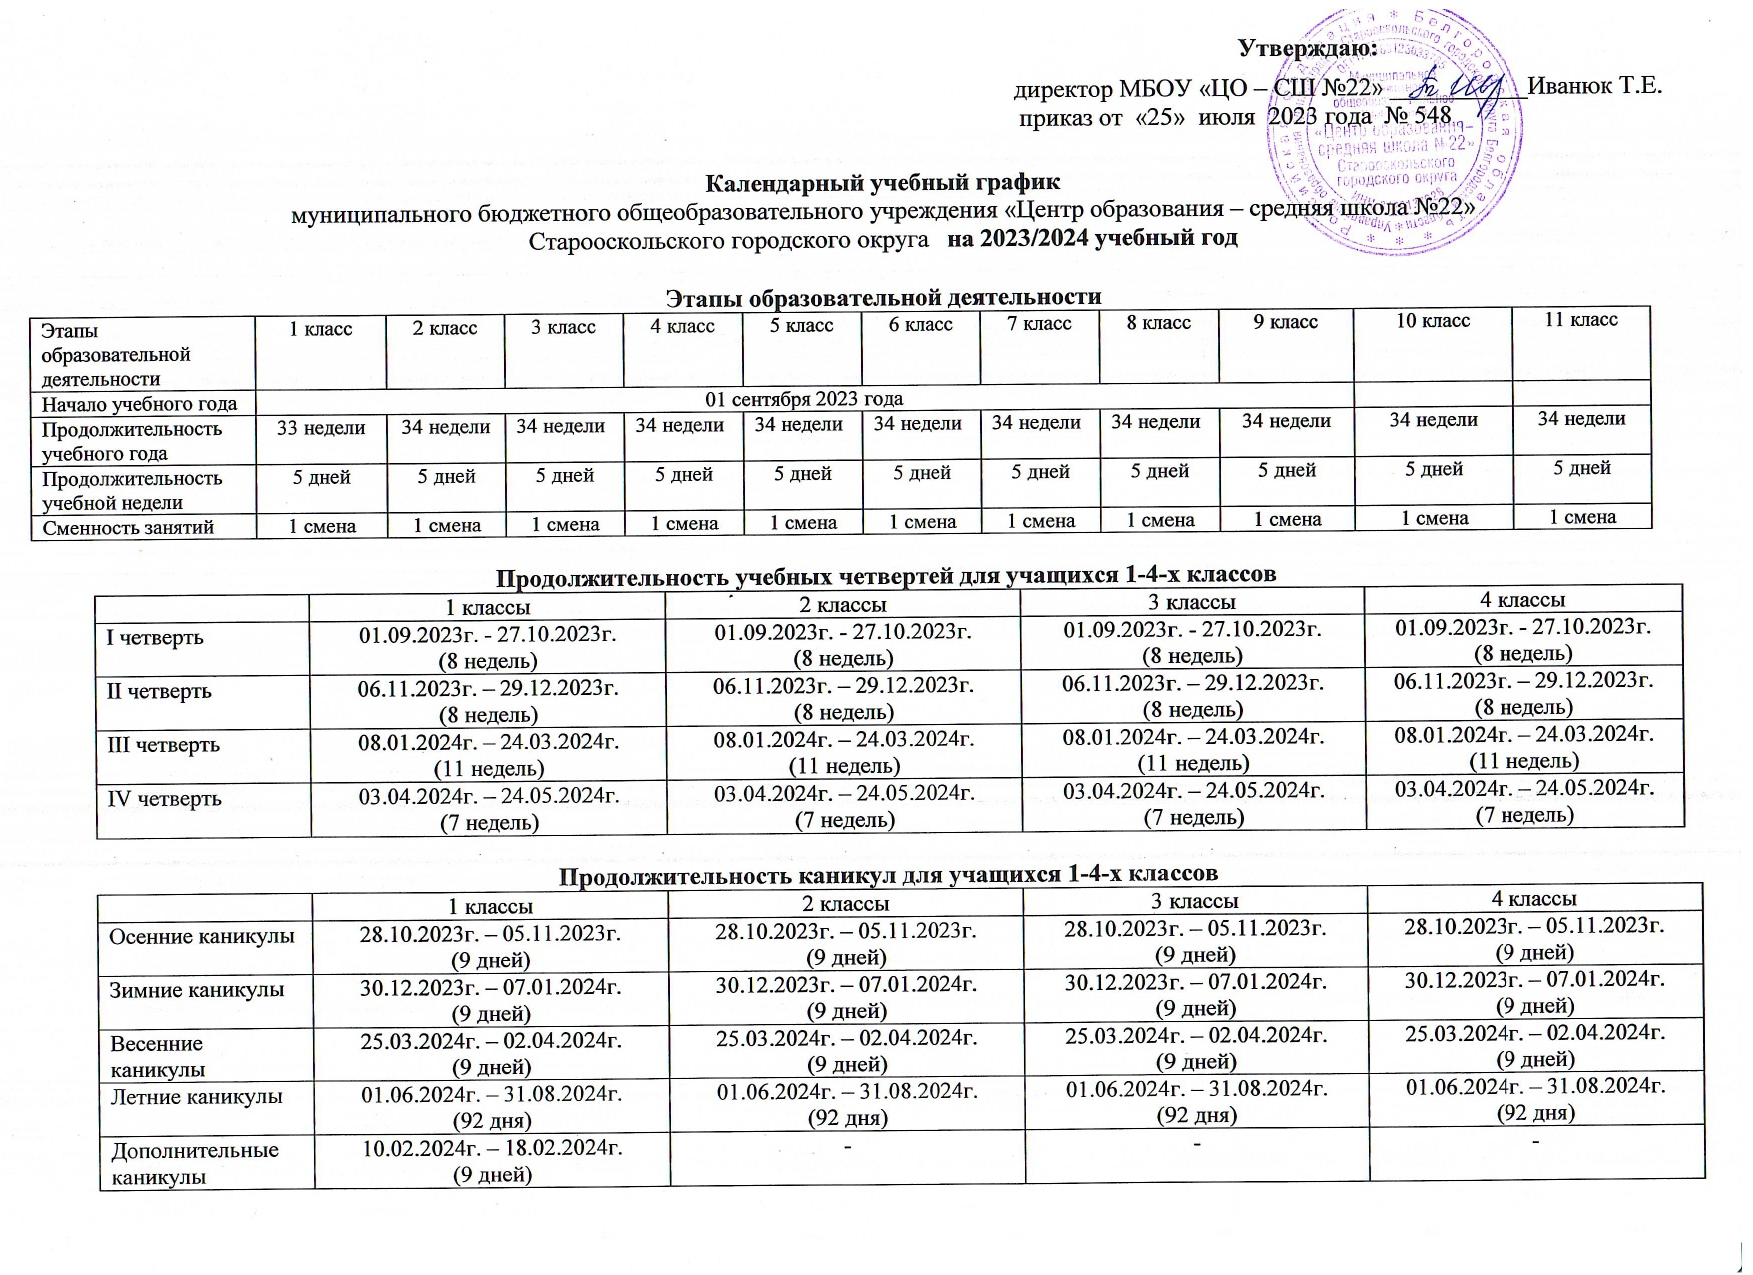 Утверждаю:
директор МБОУ «ЦО – СШ №22» ___________Иванюк Т.Е.
приказ от «25» июля 2023 года № 548
«Центр образования–
средняя школа №22»
Старооскольского
городского округа
Календарный учебный график
муниципального бюджетного общеобразовательного учреждения «Центр образования – средняя школа №22»
Старооскольского городского округа на 2023/2024 учебный год
Этапы образовательной деятельности
Этапы образовательной деятельности 1 класс 2 класс 3 класс 4 класс 5 класс 6 класс 7 класс 8 класс 9 класс 10 класс 11 класс
Начало учебного года 01 сентября 2023 года
Продолжительность учебного года 33 недели 34 недели 34 недели 34 недели 34 недели 34 недели 34 недели 34 недели 34 недели 34 недели 34 недели
Продолжительность учебной недели 5 дней 5 дней 5 дней 5 дней 5 дней 5 дней 5 дней 5 дней 5 дней 5 дней 5 дней
Сменность занятий 1 смена 1 смена 1 смена 1 смена 1 смена 1 смена 1 смена 1 смена 1 смена 1 смена 1 смена
Продолжительность учебных четвертей для учащихся 1-4-х классов
1 классы 2 классы 3 классы 4 классы
I четверть 01.09.2023г. - 27.10.2023г. 01.09.2023г. - 27.10.2023г. 01.09.2023г. - 27.10.2023г. 01.09.2023г. - 27.10.2023г.
(8 недель) (8 недель) (8 недель) (8 недель)
II четверть 06.11.2023г. – 29.12.2023г. 06.11.2023г. – 29.12.2023г. 06.11.2023г. – 29.12.2023г. 06.11.2023г. – 29.12.2023г.
(8 недель) (8 недель) (8 недель) (8 недель)
III четверть 08.01.2024г. – 24.03.2024г. 08.01.2024г. – 24.03.2024г. 08.01.2024г. – 24.03.2024г. 08.01.2024г. – 24.03.2024г.
(11 недель) (11 недель) (11 недель) (11 недель)
IV четверть 03.04.2024г. – 24.05.2024г. 03.04.2024г. – 24.05.2024г. 03.04.2024г. – 24.05.2024г. 03.04.2024г. – 24.05.2024г.
(7 недель) (7 недель) (7 недель) (7 недель)
Продолжительность каникул для учащихся 1-4-х классов
1 классы 2 классы 3 классы 4 классы
Осенние каникулы 28.10.2023г. – 05.11.2023г. 28.10.2023г. – 05.11.2023г. 28.10.2023г. – 05.11.2023г. 28.10.2023г. – 05.11.2023г.
(9 дней) (9 дней) (9 дней) (9 дней)
Зимние каникулы 30.12.2023г. – 07.01.2024г. 30.12.2023г. – 07.01.2024г. 30.12.2023г. – 07.01.2024г. 30.12.2023г. – 07.01.2024г.
(9 дней) (9 дней) (9 дней) (9 дней)
Весенние 25.03.2024г. – 02.04.2024г. 25.03.2024г. – 02.04.2024г. 25.03.2024г. – 02.04.2024г. 25.03.2024г. – 02.04.2024г.
каникулы (9 дней) (9 дней) (9 дней) (9 дней)
Летние каникулы 01.06.2024г. – 31.08.2024г. 01.06.2024г. – 31.08.2024г. 01.06.2024г. – 31.08.2024г. 01.06.2024г. – 31.08.2024г.
(92 дня) (92 дня) (92 дня) (92 дня)
Дополнительные 10.02.2024г. – 18.02.2024г. - - -
каникулы (9 дней)